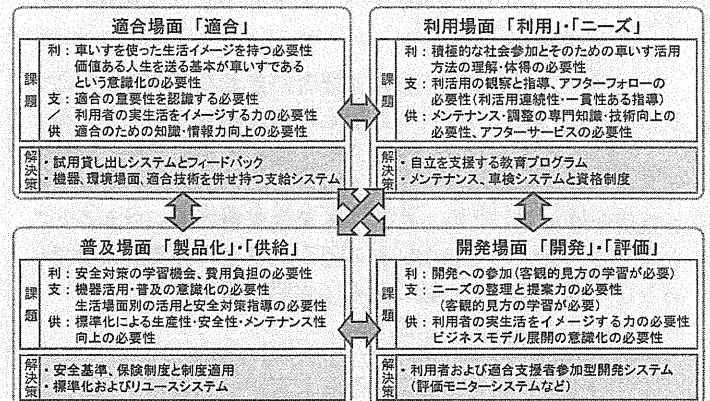 適合場面 「適合」
課題
利：車いすを使った生活イメージを持つ必要性
価値ある人生を送る基本が車いすである
という意識化の必要性
支：適合の重要性を認識する必要性
／ 利用者の実生活をイメージする力の必要性
供 適合のための知識・情報力向上の必要性
解決策
・試用貸し出しシステムとフィードバック
・機器、環境場面、適合技術を併せ持つ支給システム
利用場面 「利用」・「ニーズ」
課題
利：積極的な社会参加とそのための車いす活用
方法の理解・体得の必要性
支：利活用の観察と指導、アフターフォローの
必要性(利活用連続性・一貫性ある指導)
供：メンテナンス・調整の専門知識・技術向上の
必要性、アフターサービスの必要性
解決策
・自立を支援する教育プログラム
・メンテナンス、車検システムと資格制度
普及場面 「製品化」・「供給」
課題
利：安全対策の学習機会、費用負担の必要性
支：機器活用・普及の意識化の必要性
生活場面別の活用と安全対策指導の必要性
供：標準化による生産性・安全性・メンテナンス性
向上の必要性
解決策
・安全基準、保険制度と制度適用
・標準化およびリユースシステム
開発場面 「開発」・「評価」
課題
利：開発への参加(客観的見方の学習が必要)
支：ニーズの整理と提案力の必要性
(客観的見方の学習が必要)
供：利用者の実生活をイメージする力の必要性
ビジネスモデル展開の意識化の必要性
解決策
・利用者および適合支援者参加型開発システム
(評価モニターシステムなど)